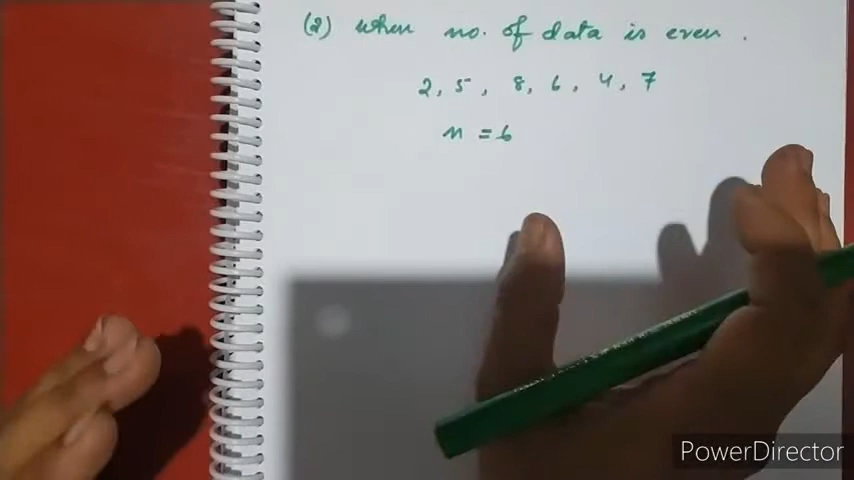 (2) when no. of data is even.
2, 5, 8, 6, 4, 7
n = 6
PowerDirector